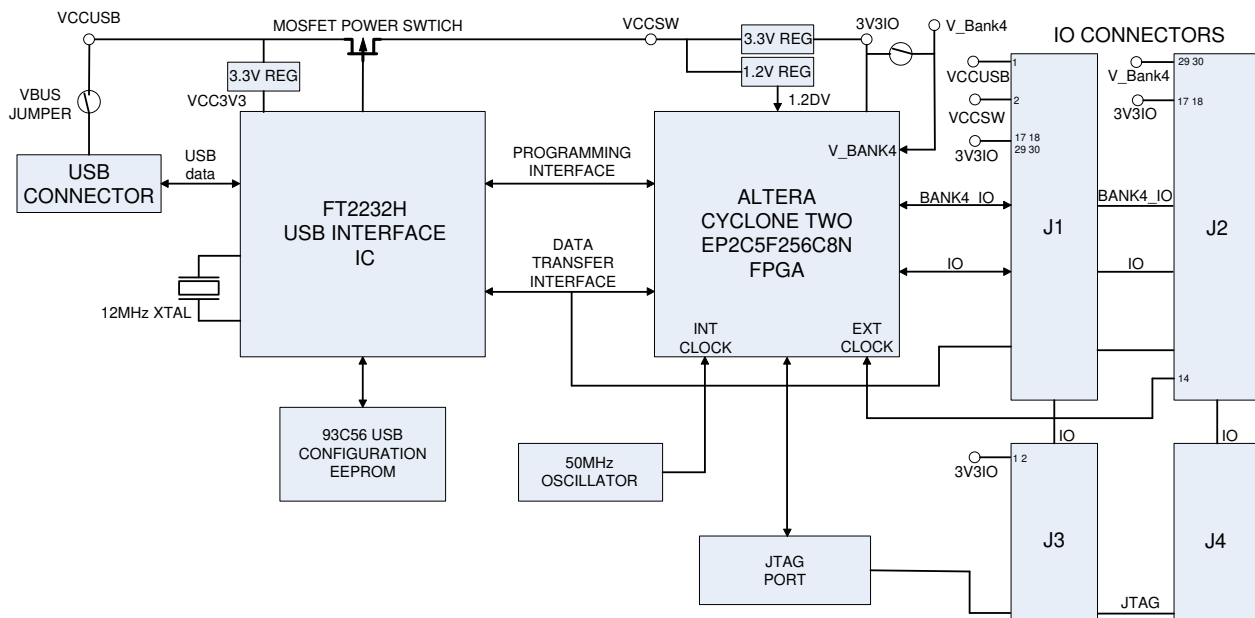 VCCUSB
MOSFET POWER SWTICH
VCCSW
3V3IO
V_Bank4
IO CONNECTORS
3.3V REG
3.3V REG
1.2V REG
VCC3V3
1.2DV
VBUS
JUMPER
USB
CONNECTOR
USB
data
FT2232H
USB INTERFACE
IC
12MHz XTAL
PROGRAMMING
INTERFACE
DATA
TRANSFER
INTERFACE
V_BANK4
ALTERA
CYCLONE TWO
EP2C5F256C8N
FPGA
INT
CLOCK
EXT
CLOCK
BANK4_IO
IO
VCCUSB
1
VCCSW
2
3V3IO
17 18
29 30
J1
BANK4_IO
IO
V_Bank4
29 30
3V3IO
17 18
J2
14
93C56 USB
CONFIGURATION
EEPROM
50MHz
OSCILLATOR
JTAG
PORT
IO
IO
3V3IO
1 2
J3
J4
JTAG